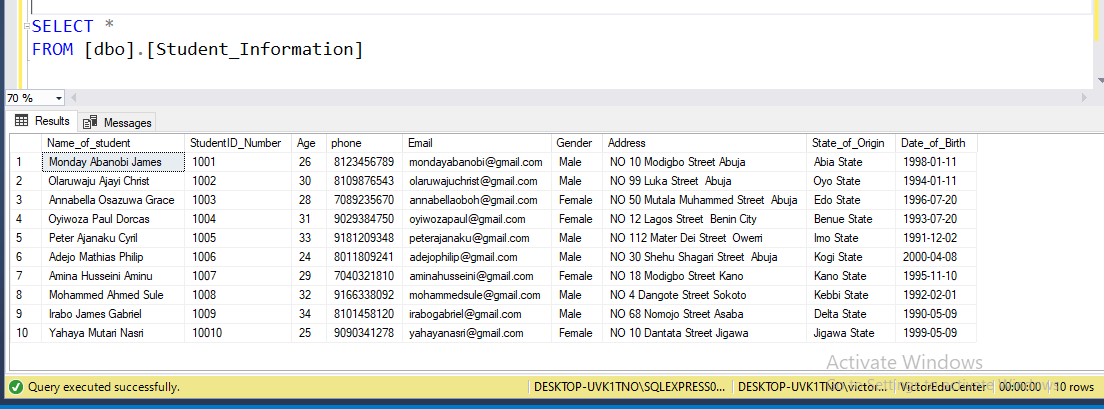 SELECT *
FROM [dbo].[Student_Information]
70 %
Results Messages
Name_of_student StudentID_Number Age phone Email Gender Address State_of_Origin Date_of_Birth
1 Monday Abanobi James 1001 26 8123456789 mondayabanobi@gmail.com Male NO 10 Modigbo Street Abuja Abia State 1998-01-11
2 Olaruwaju Ajayi Christ 1002 30 8109876543 olaruwajuchrist@gmail.com Male NO 99 Luka Street Abuja Oyo State 1994-01-11
3 Annabella Osazuwa Grace 1003 28 7089235670 annabellaoboh@gmail.com Female NO 50 Mutala Muhammed Street Abuja Edo State 1996-07-20
4 Oyiwoza Paul Dorcas 1004 31 9029384750 oyiwozapaul@gmail.com Female NO 12 Lagos Street Benin City Benue State 1993-07-20
5 Peter Ajanaku Cyril 1005 33 9181209348 peterajanaku@gmail.com Male NO 112 Mater Dei Street Owerri Imo State 1991-12-02
6 Adejo Mathias Philip 1006 24 8011809241 adejophilip@gmail.com Male NO 30 Shehu Shagari Street Abuja Kogi State 2000-04-08
7 Amina Husseini Aminu 1007 29 7040321810 aminahusseini@gmail.com Female NO 18 Modigbo Street Kano Kano State 1995-11-10
8 Mohammed Ahmed Sule 1008 32 9166338092 mohammedsule@gmail.com Male NO 4 Dangote Street Sokoto Kebbi State 1992-02-01
9 Irabo James Gabriel 1009 34 8101458120 irabogabriel@gmail.com Male NO 68 Nomojo Street Asaba Delta State 1990-05-09
10 Yahaya Mutari Nasri 10010 25 9090341278 yahayanasri@gmail.com Female NO 10 Dantata Street Jigawa Jigawa State 1999-05-09
Activate Windows
Go to Settings to activate Windows.
Query executed successfully. DESKTOP-UVK1TNO\SQLEXPRESS0... DESKTOP-UVK1TNO\victor... VictorEduCenter 00:00:00 10 rows